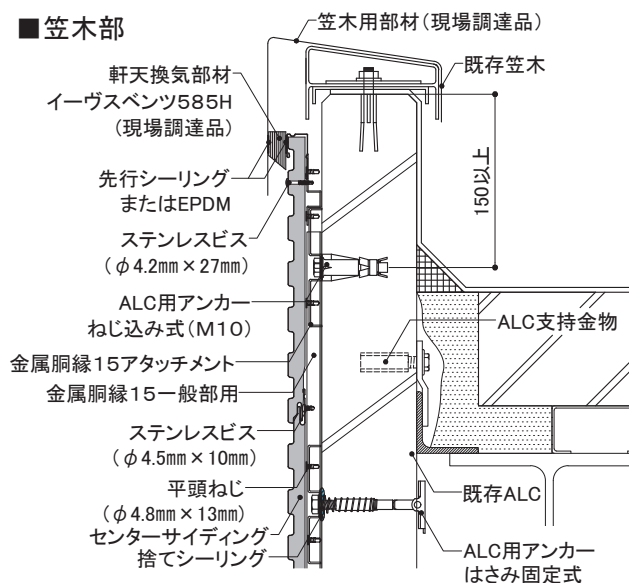 ■笠木部
笠木用部材(現場調達品)
既存笠木
軒天換気部材
イーヴスベンツ585H
(現場調達品)
先行シーリング
またはEPDM
150以上
ステンレスビス
(φ4.2mm×27mm)
ALC用アンカー
ねじ込み式(M10)
ALC支持金物
金属胴縁15アタッチメント
金属胴縁15一般部用
ステンレスビス
(φ4.5mm×10mm)
平頭ねじ
(φ4.8mm×13mm)
既存ALC
センターサイディング
捨てシーリング
ALC用アンカー
はさみ固定式